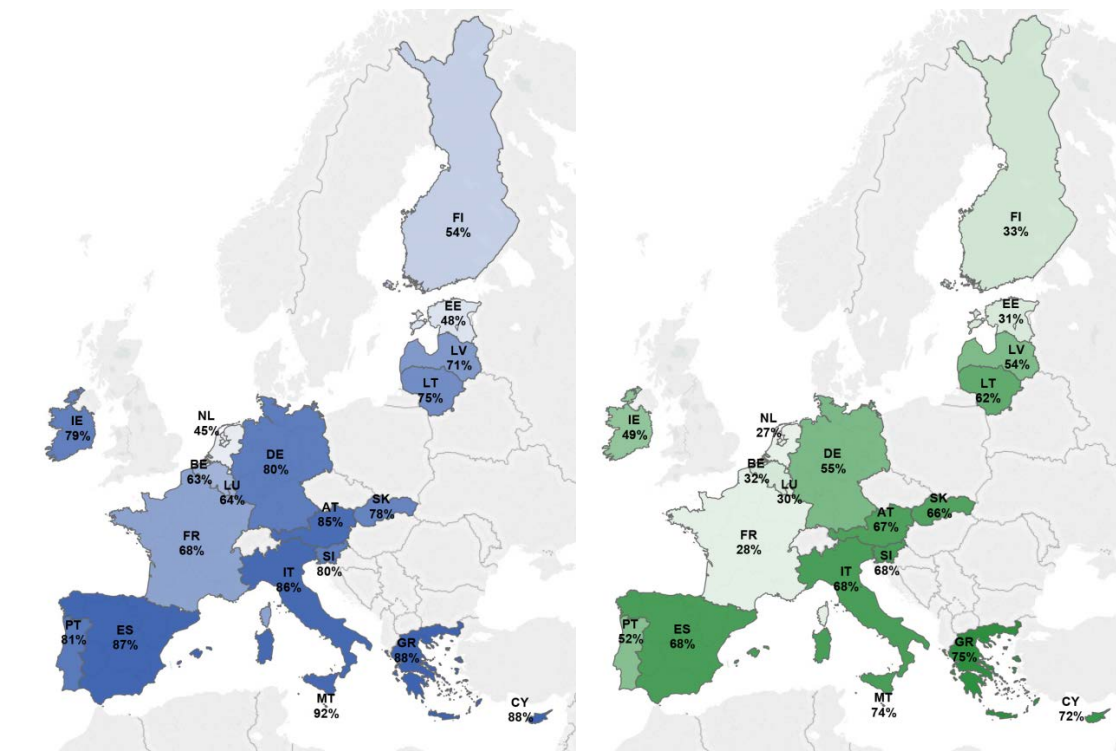 FI
54%
EE
48%
LV
71%
LT
75%
IE
79%
NL
45%
BE
63%
LU
64%
DE
80%
FR
68%
AT
85%
SK
78%
SI
80%
IT
86%
PT
81%
ES
87%
GR
88%
MT
92%
CY
88%
FI
33%
EE
31%
LV
54%
LT
62%
IE
49%
NL
27%
BE
32%
LU
30%
DE
55%
FR
28%
AT
67%
SK
66%
SI
68%
IT
68%
PT
52%
ES
68%
GR
75%
MT
74%
CY
72%